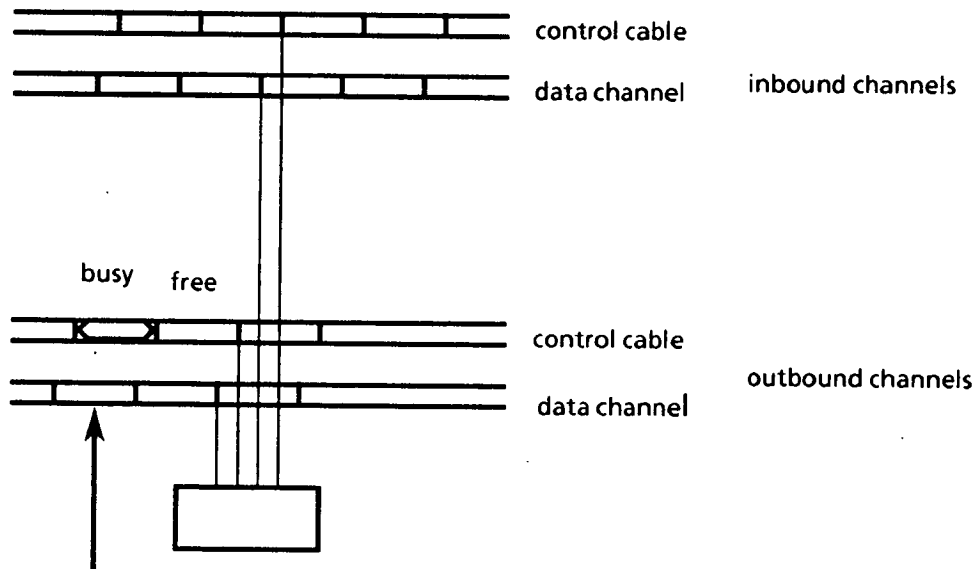 control cable
data channel
inbound channels
busy
free
control cable
data channel
outbound channels